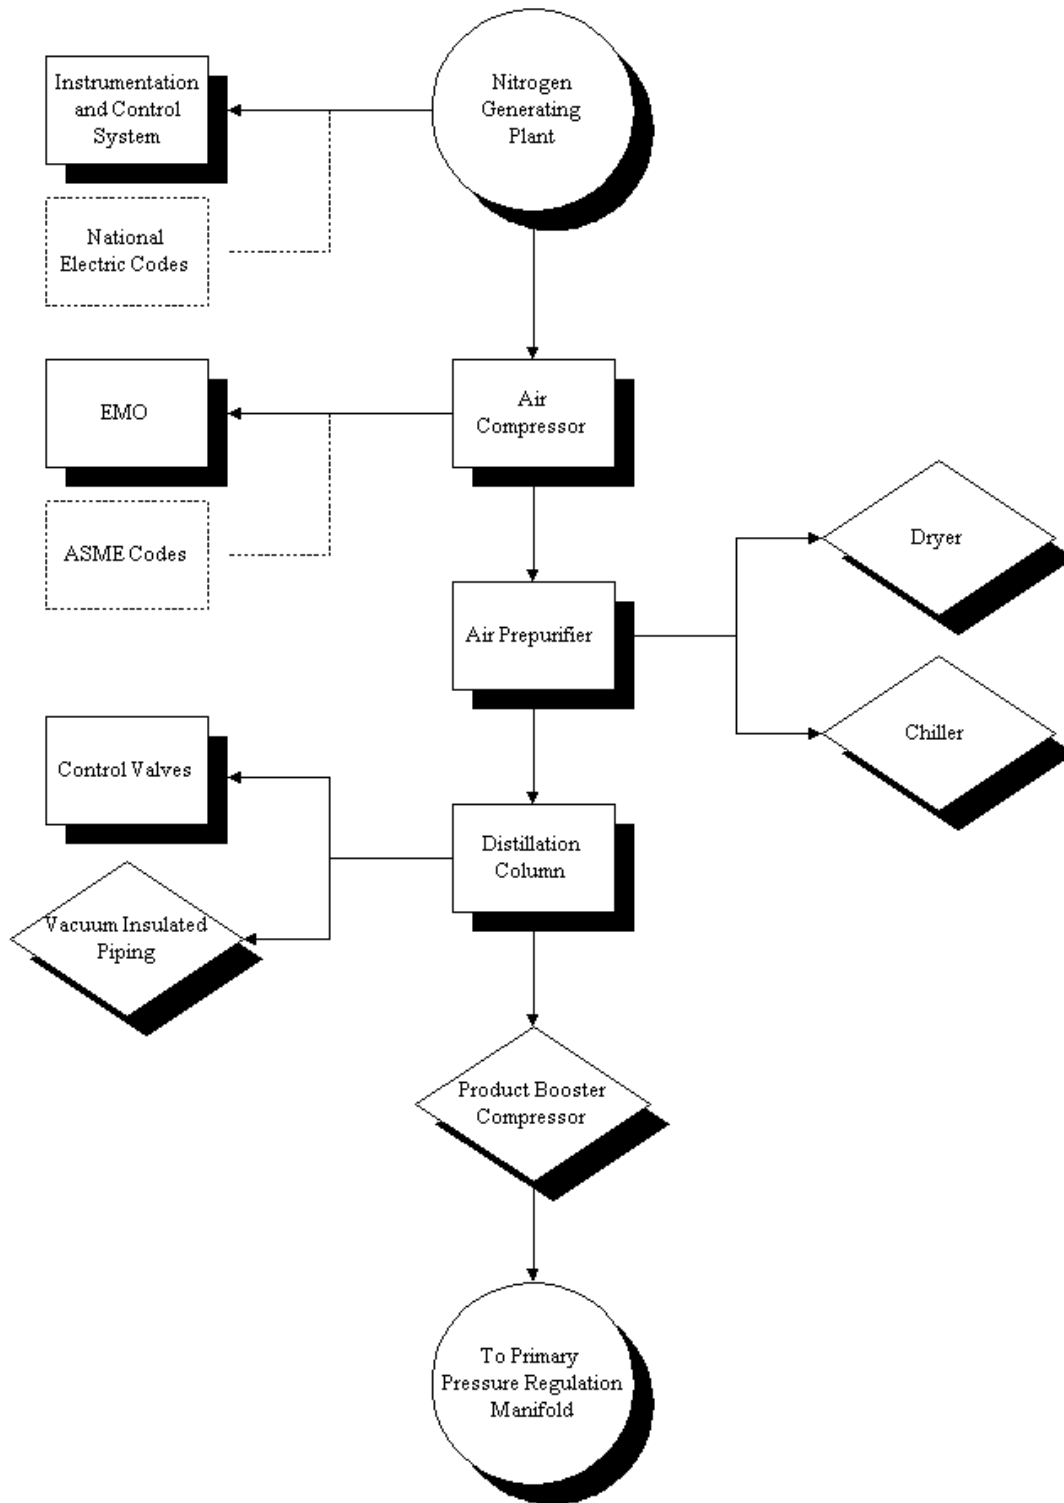 Instrumentation
and Control
System
Nitrogen
Generating
Plant
National
Electric Codes
EMO
Air
Compressor
ASME Codes
Dryer
Air Prepurifier
Chiller
Control Valves
Distillation
Column
Vacuum Insulated
Piping
Product Booster
Compressor
To Primary
Pressure Regulation
Manifold